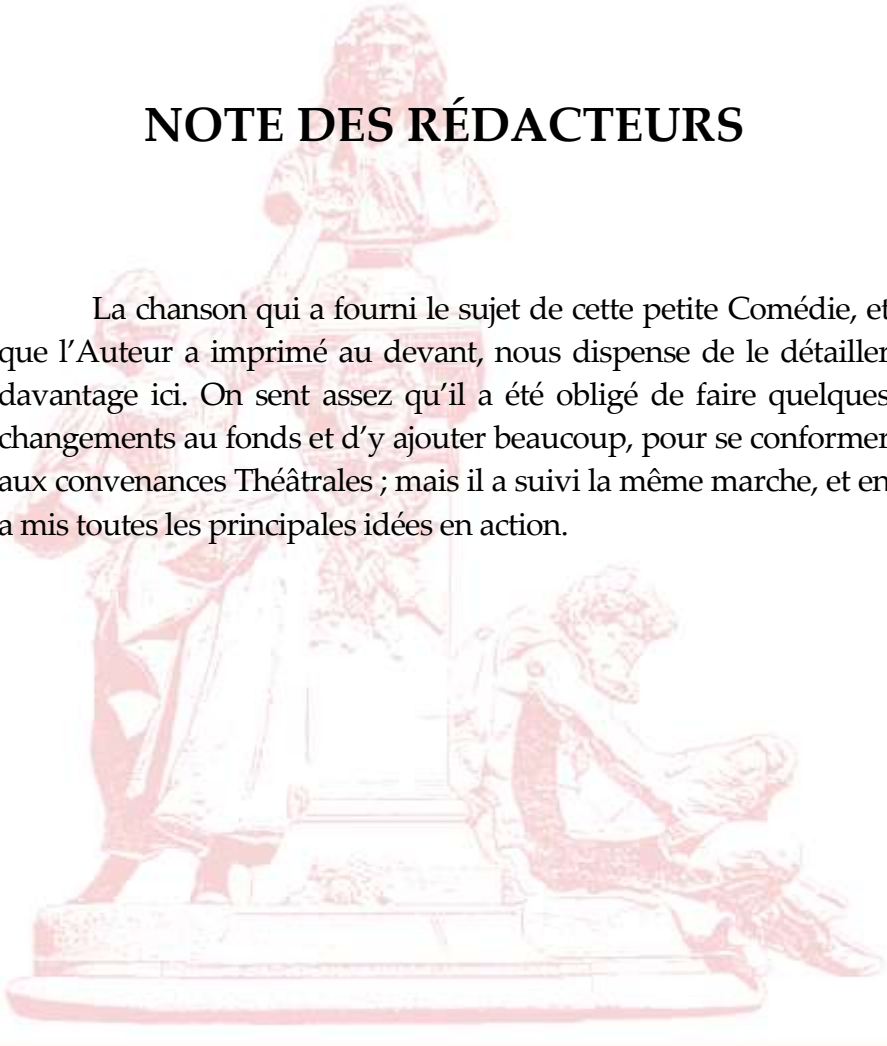 NOTE DES RÉDACTEURS
La chanson qui a fourni le sujet de cette petite Comédie, et
que l’Auteur a imprimé au devant, nous dispense de le détailler
davantage ici. On sent assez qu’il a été obligé de faire quelques
changements au fonds et d’y ajouter beaucoup, pour se conformer
aux convenances Théâtrales ; mais il a suivi la même marche, et en
a mis toutes les principales idées en action.